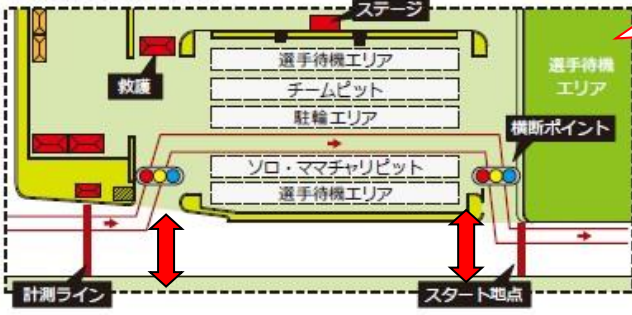 ステージ
選手待機エリア
救護
チームピット
駐輪エリア
選手待機
エリア
横断ポイント
ソロ・ママチャリピット
選手待機エリア
計測ライン
スタート地点